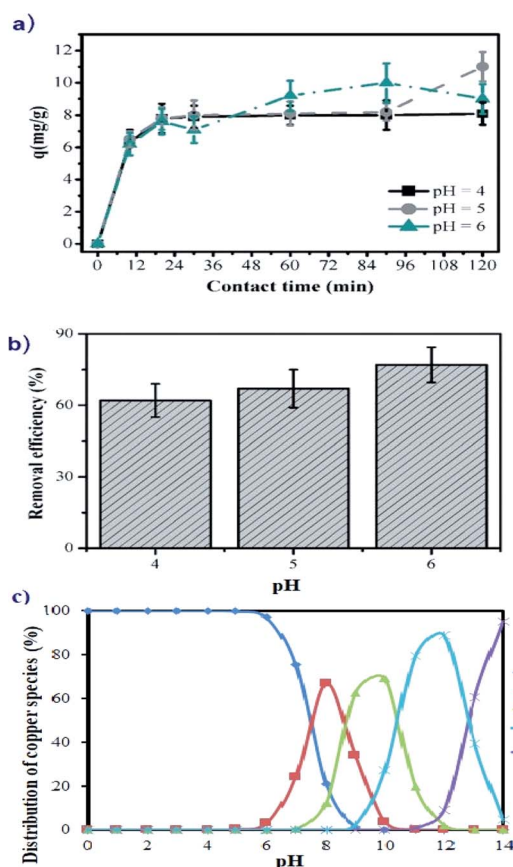 a)
12
10
8
6
4
2
0
q(mg/g)
pH = 4
pH = 5
pH = 6
0 12 24 36 48 60 72 84 96 108 120
Contact time (min)
b)
90
60
30
0
Removal efficiency (%)
4 5 6
pH
c)
100
80
60
40
20
0
Distribution of copper species (%)
0 2 4 6 8 10 12 14
pH